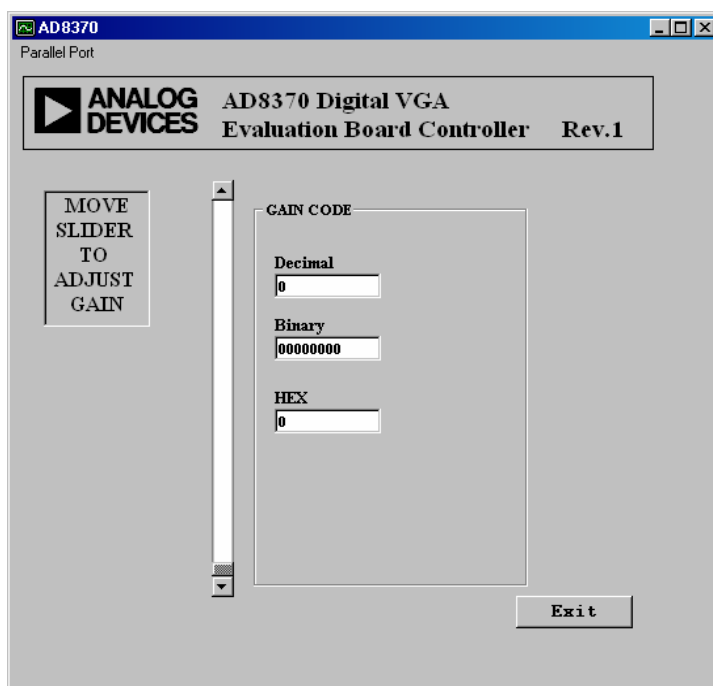 AD8370
Parallel Port
ANALOG
DEVICES
AD8370 Digital VGA
Evaluation Board Controller Rev.1
MOVE
SLIDER
TO
ADJUST
GAIN
GAIN CODE
Decimal
0
Binary
00000000
HEX
0
Exit